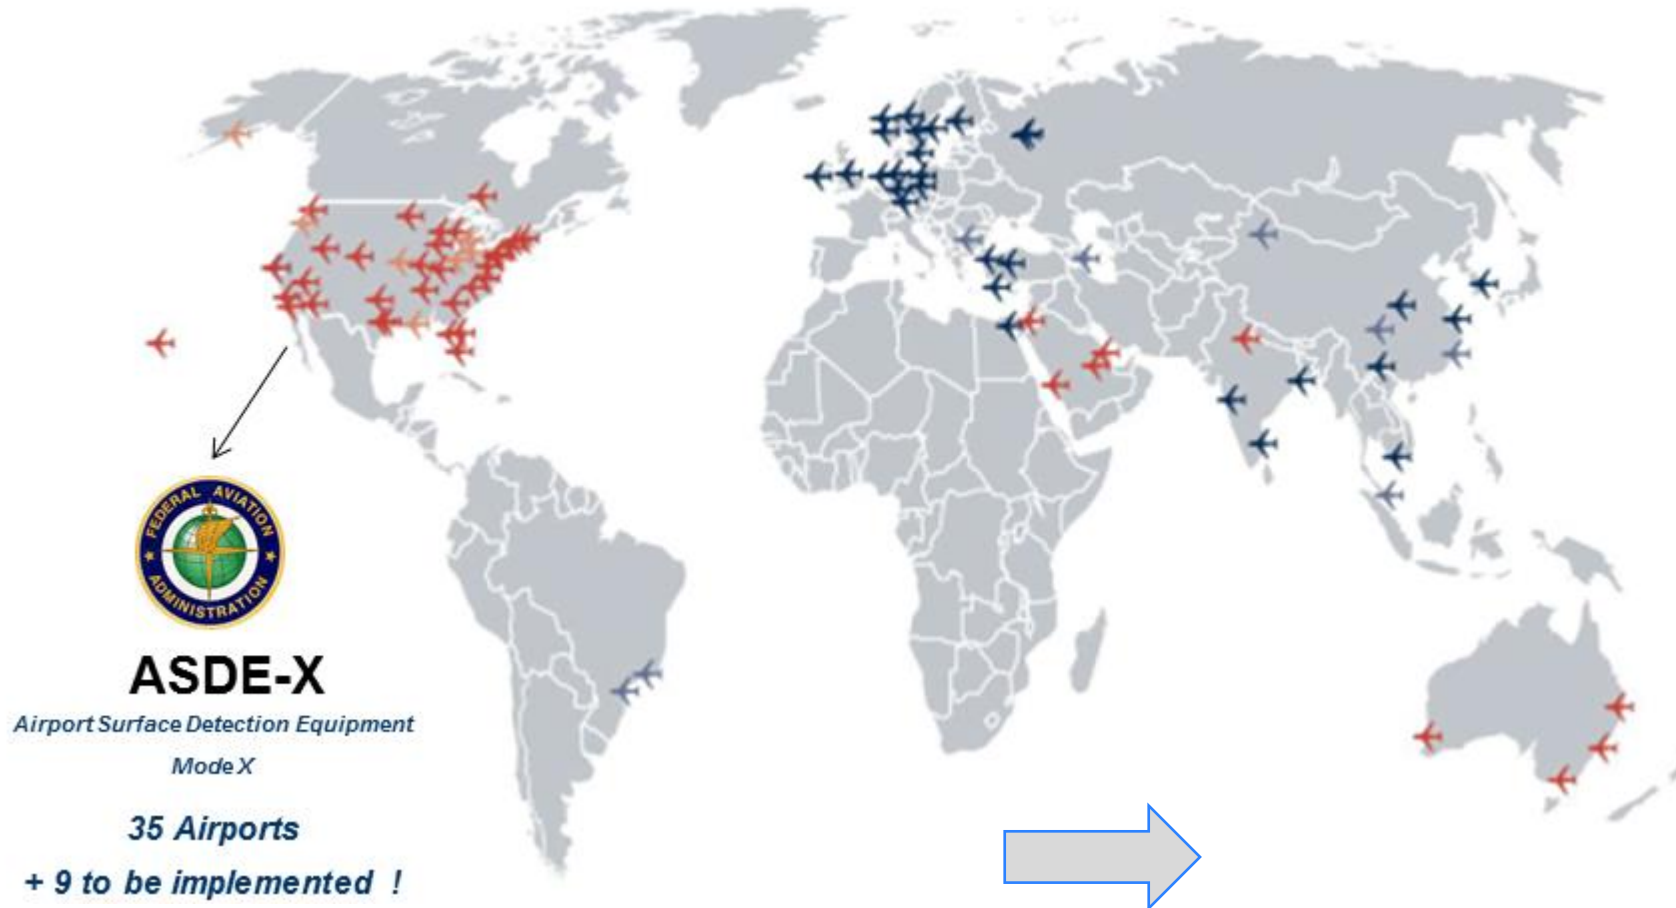 FEDERAL AVIATION
ADMINISTRATION
ASDE-X
Airport Surface Detection Equipment
Mode X
35 Airports
+ 9 to be implemented !